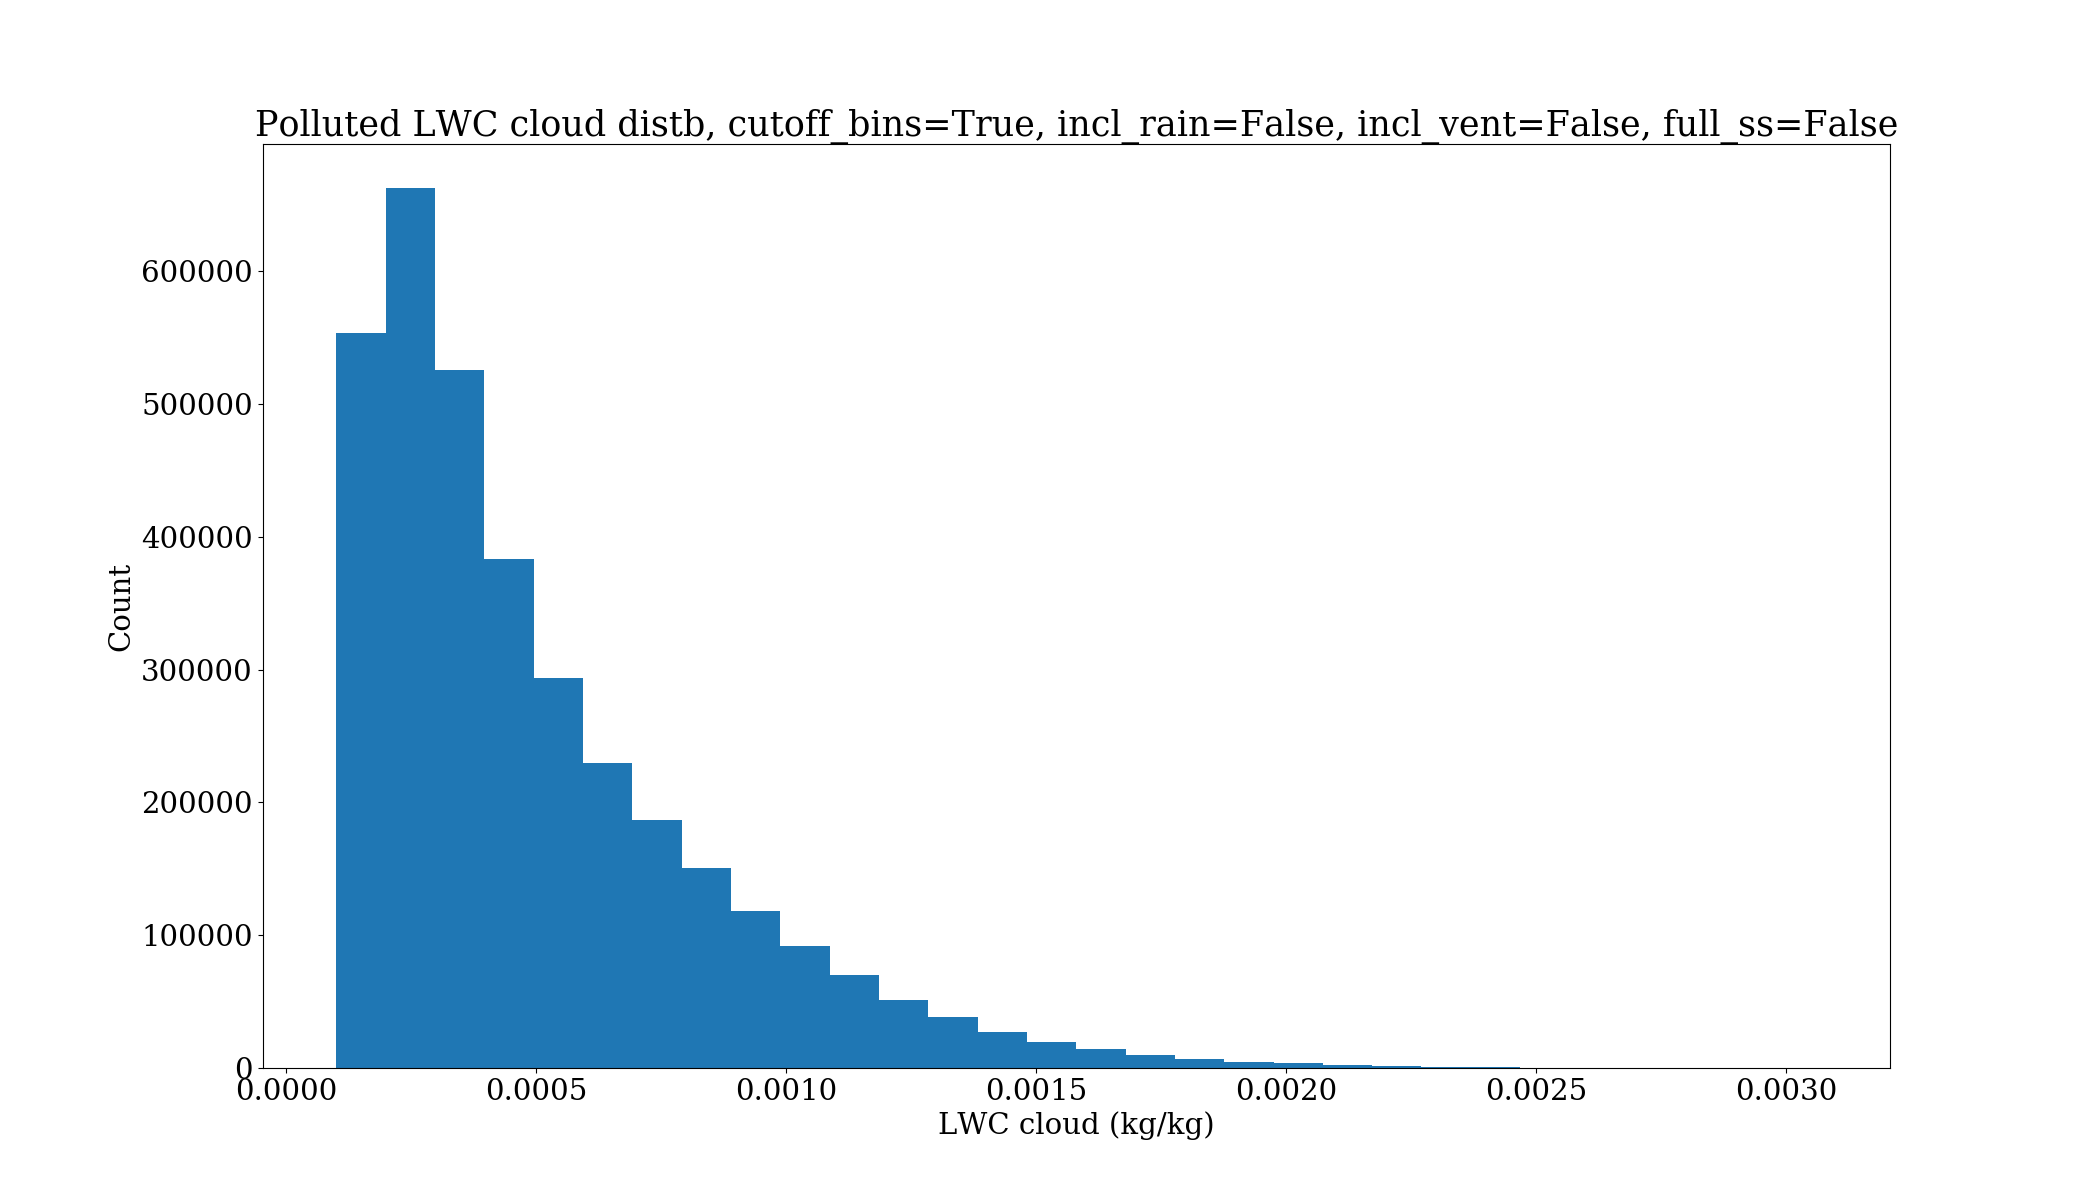 Polluted LWC cloud distb, cutoff_bins=True, incl_rain=False, incl_vent=False, full_ss=False
600000
500000
400000
300000
200000
100000
0
Count
0.0000 0.0005 0.0010 0.0015 0.0020 0.0025 0.0030
LWC cloud (kg/kg)